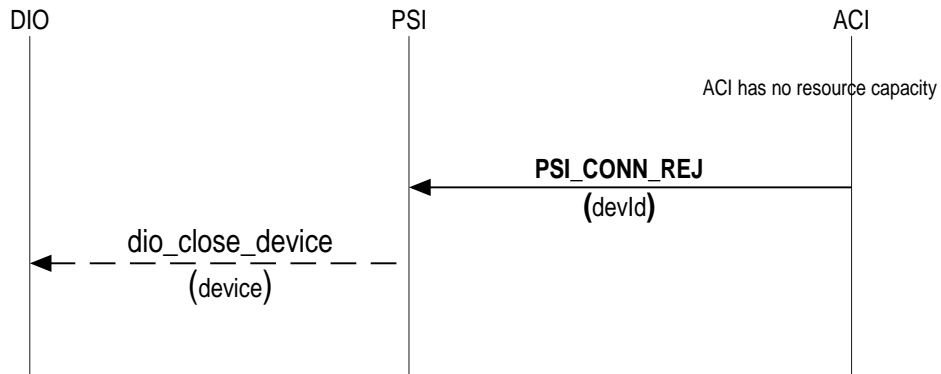 DIO PSI ACI
ACI has no resource capacity
PSI_CONN_REJ
(devId)
dio_close_device
(device)